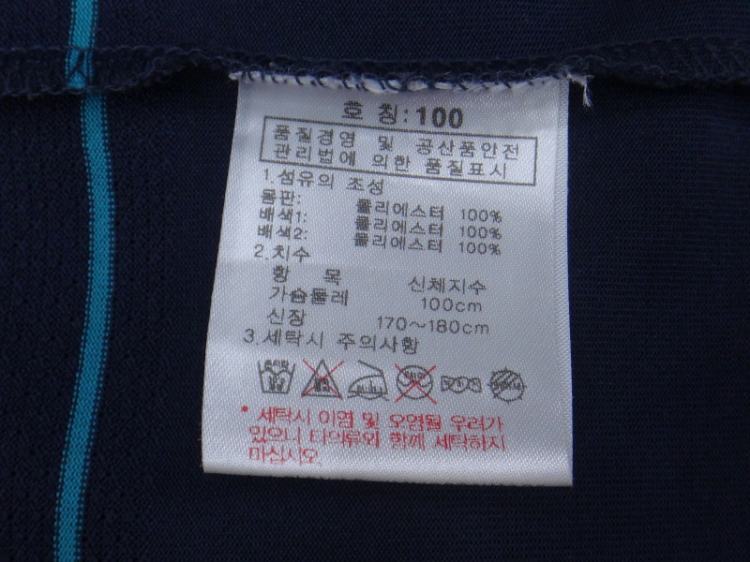 호 칭:100
품질경영 및 공산품안전
관리법에 의한 품질표시
1.섬유의 조성
몸판: 폴리에스터 100%
배색1: 폴리에스터 100%
배색2: 폴리에스터 100%
2.치수
항 목 신체지수
가슴둘레 100cm
신장 170~180cm
3.세탁시 주의사항
* 세탁시 이염 및 오염될 우려가
있으니 타의류와 함께 세탁하지
마십시오.